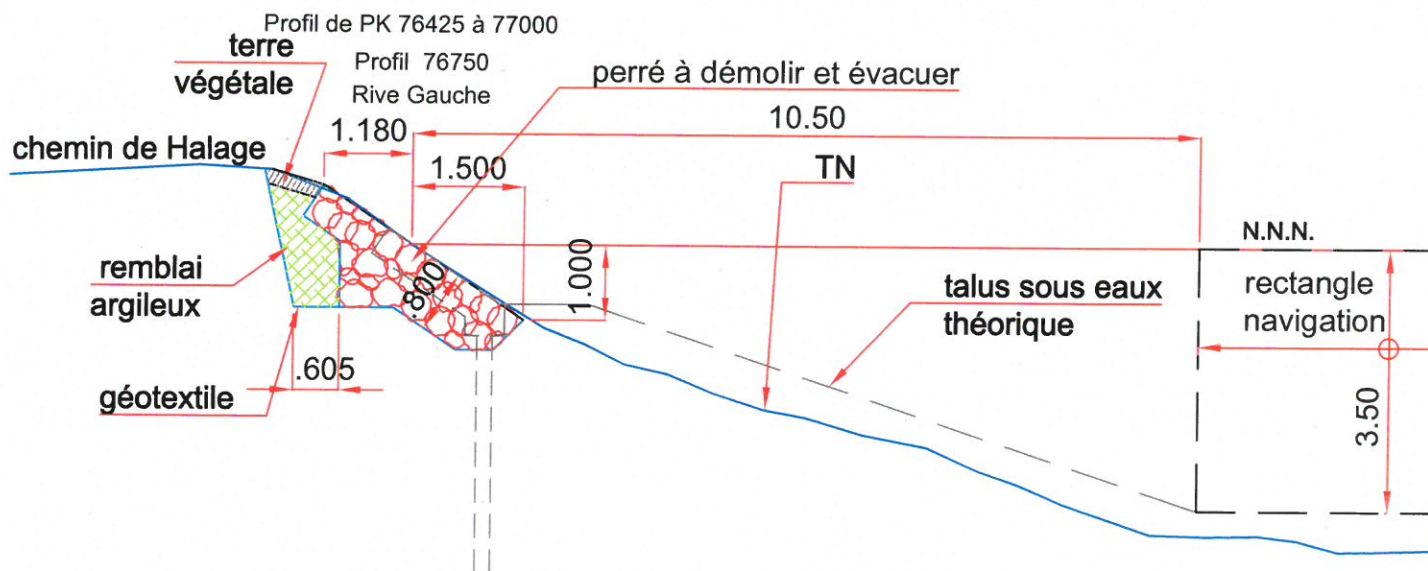 Profil de PK 76425 à 77000
terre
végétale
Profil 76750
Rive Gauche
perré à démolir et évacuer
1.180
10.50
chemin de Halage
1.500
TN
N.N.N.
remblai
argileux
.800
1.000
talus sous eaux
théorique
rectangle
navigation
.605
géotextile
3.50